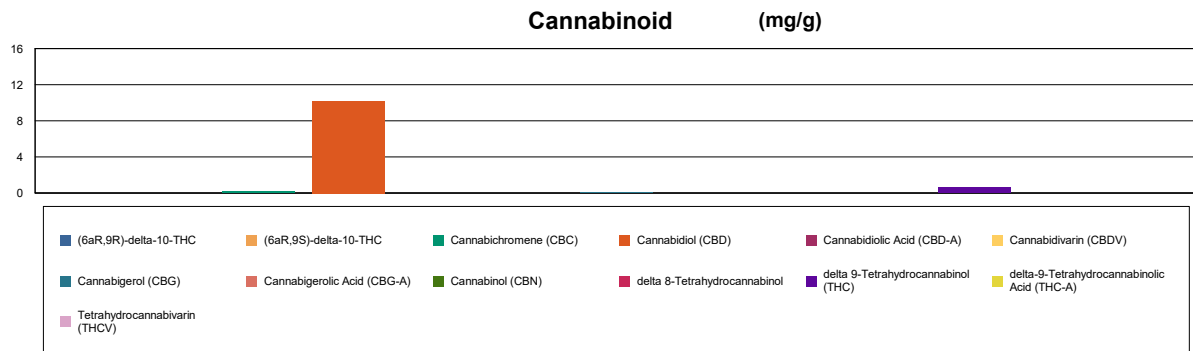 Cannabinoid (mg/g)
16
12
8
4
0
(6aR,9R)-delta-10-THC
(6aR,9S)-delta-10-THC
Cannabichromene (CBC)
Cannabidiol (CBD)
Cannabidiolic Acid (CBD-A)
Cannabidivarin (CBDV)
Cannabigerol (CBG)
Cannabigerolic Acid (CBG-A)
Cannabinol (CBN)
delta 8-Tetrahydrocannabinol
delta 9-Tetrahydrocannabinol
(THC)
delta-9-Tetrahydrocannabinolic
Acid (THC-A)
Tetrahydrocannabivarin
(THCV)